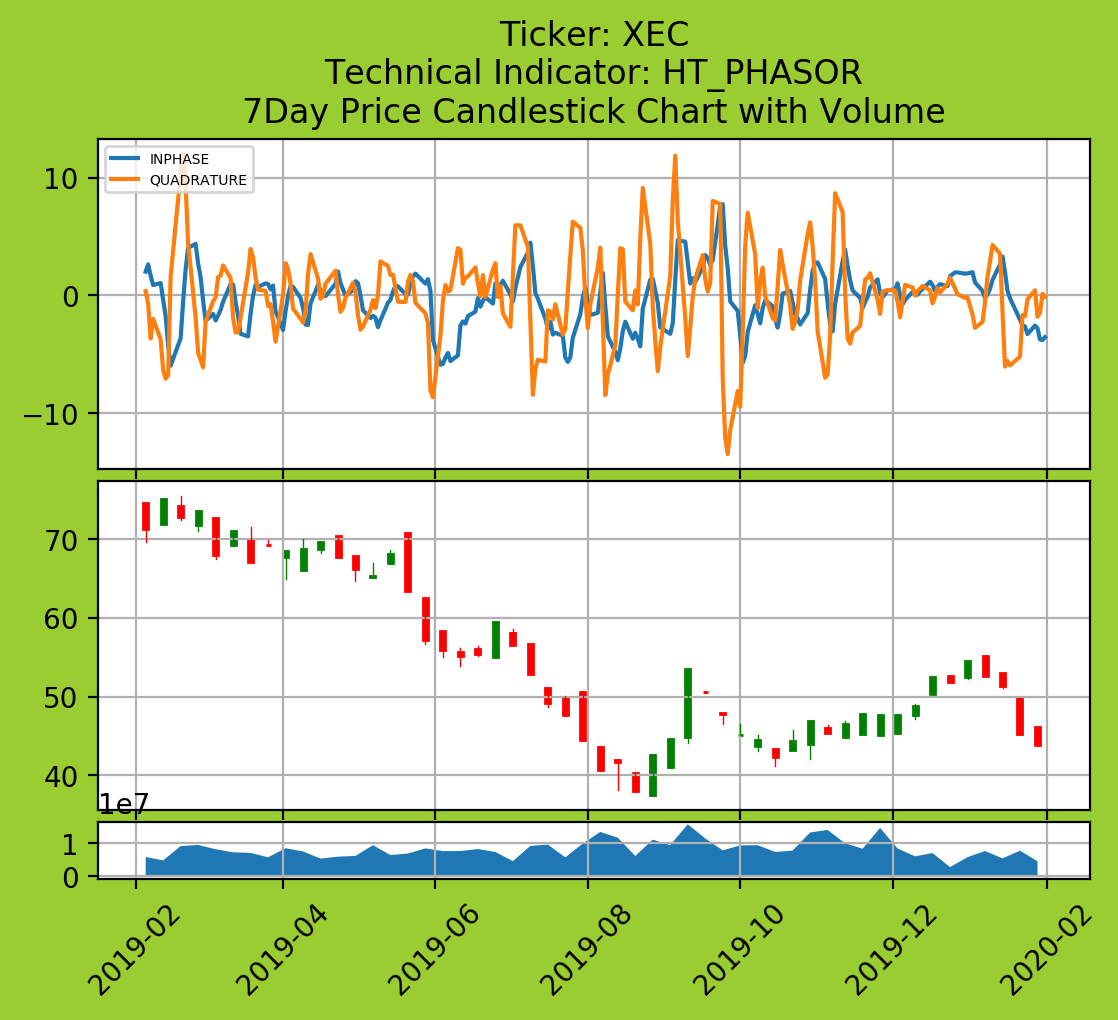 Ticker: XEC
Technical Indicator: HT_PHASOR
7Day Price Candlestick Chart with Volume
INPHASE
QUADRATURE
10
0
−10
70
60
50
40
1e7
1
0
2019-02
2019-04
2019-06
2019-08
2019-10
2019-12
2020-02